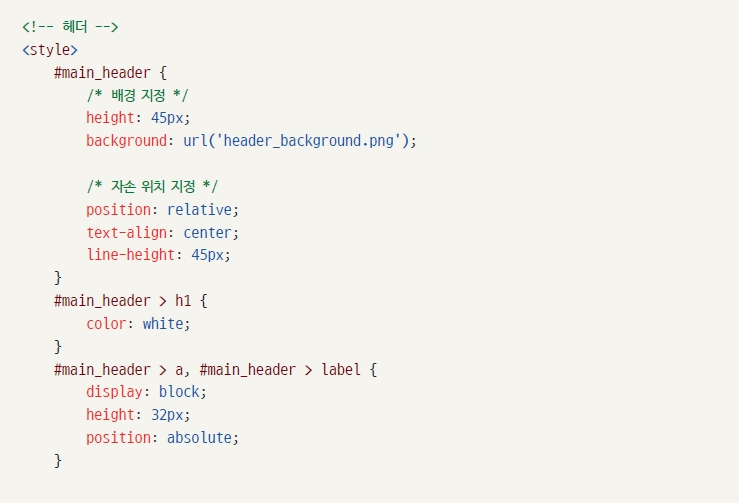 <!-- 헤더 -->
<style>
    #main_header {
        /* 배경 지정 */
        height: 45px;
        background: url('header_background.png');

        /* 자손 위치 지정 */
        position: relative;
        text-align: center;
        line-height: 45px;
    }
    #main_header > h1 {
        color: white;
    }
    #main_header > a, #main_header > label {
        display: block;
        height: 32px;
        position: absolute;
    }